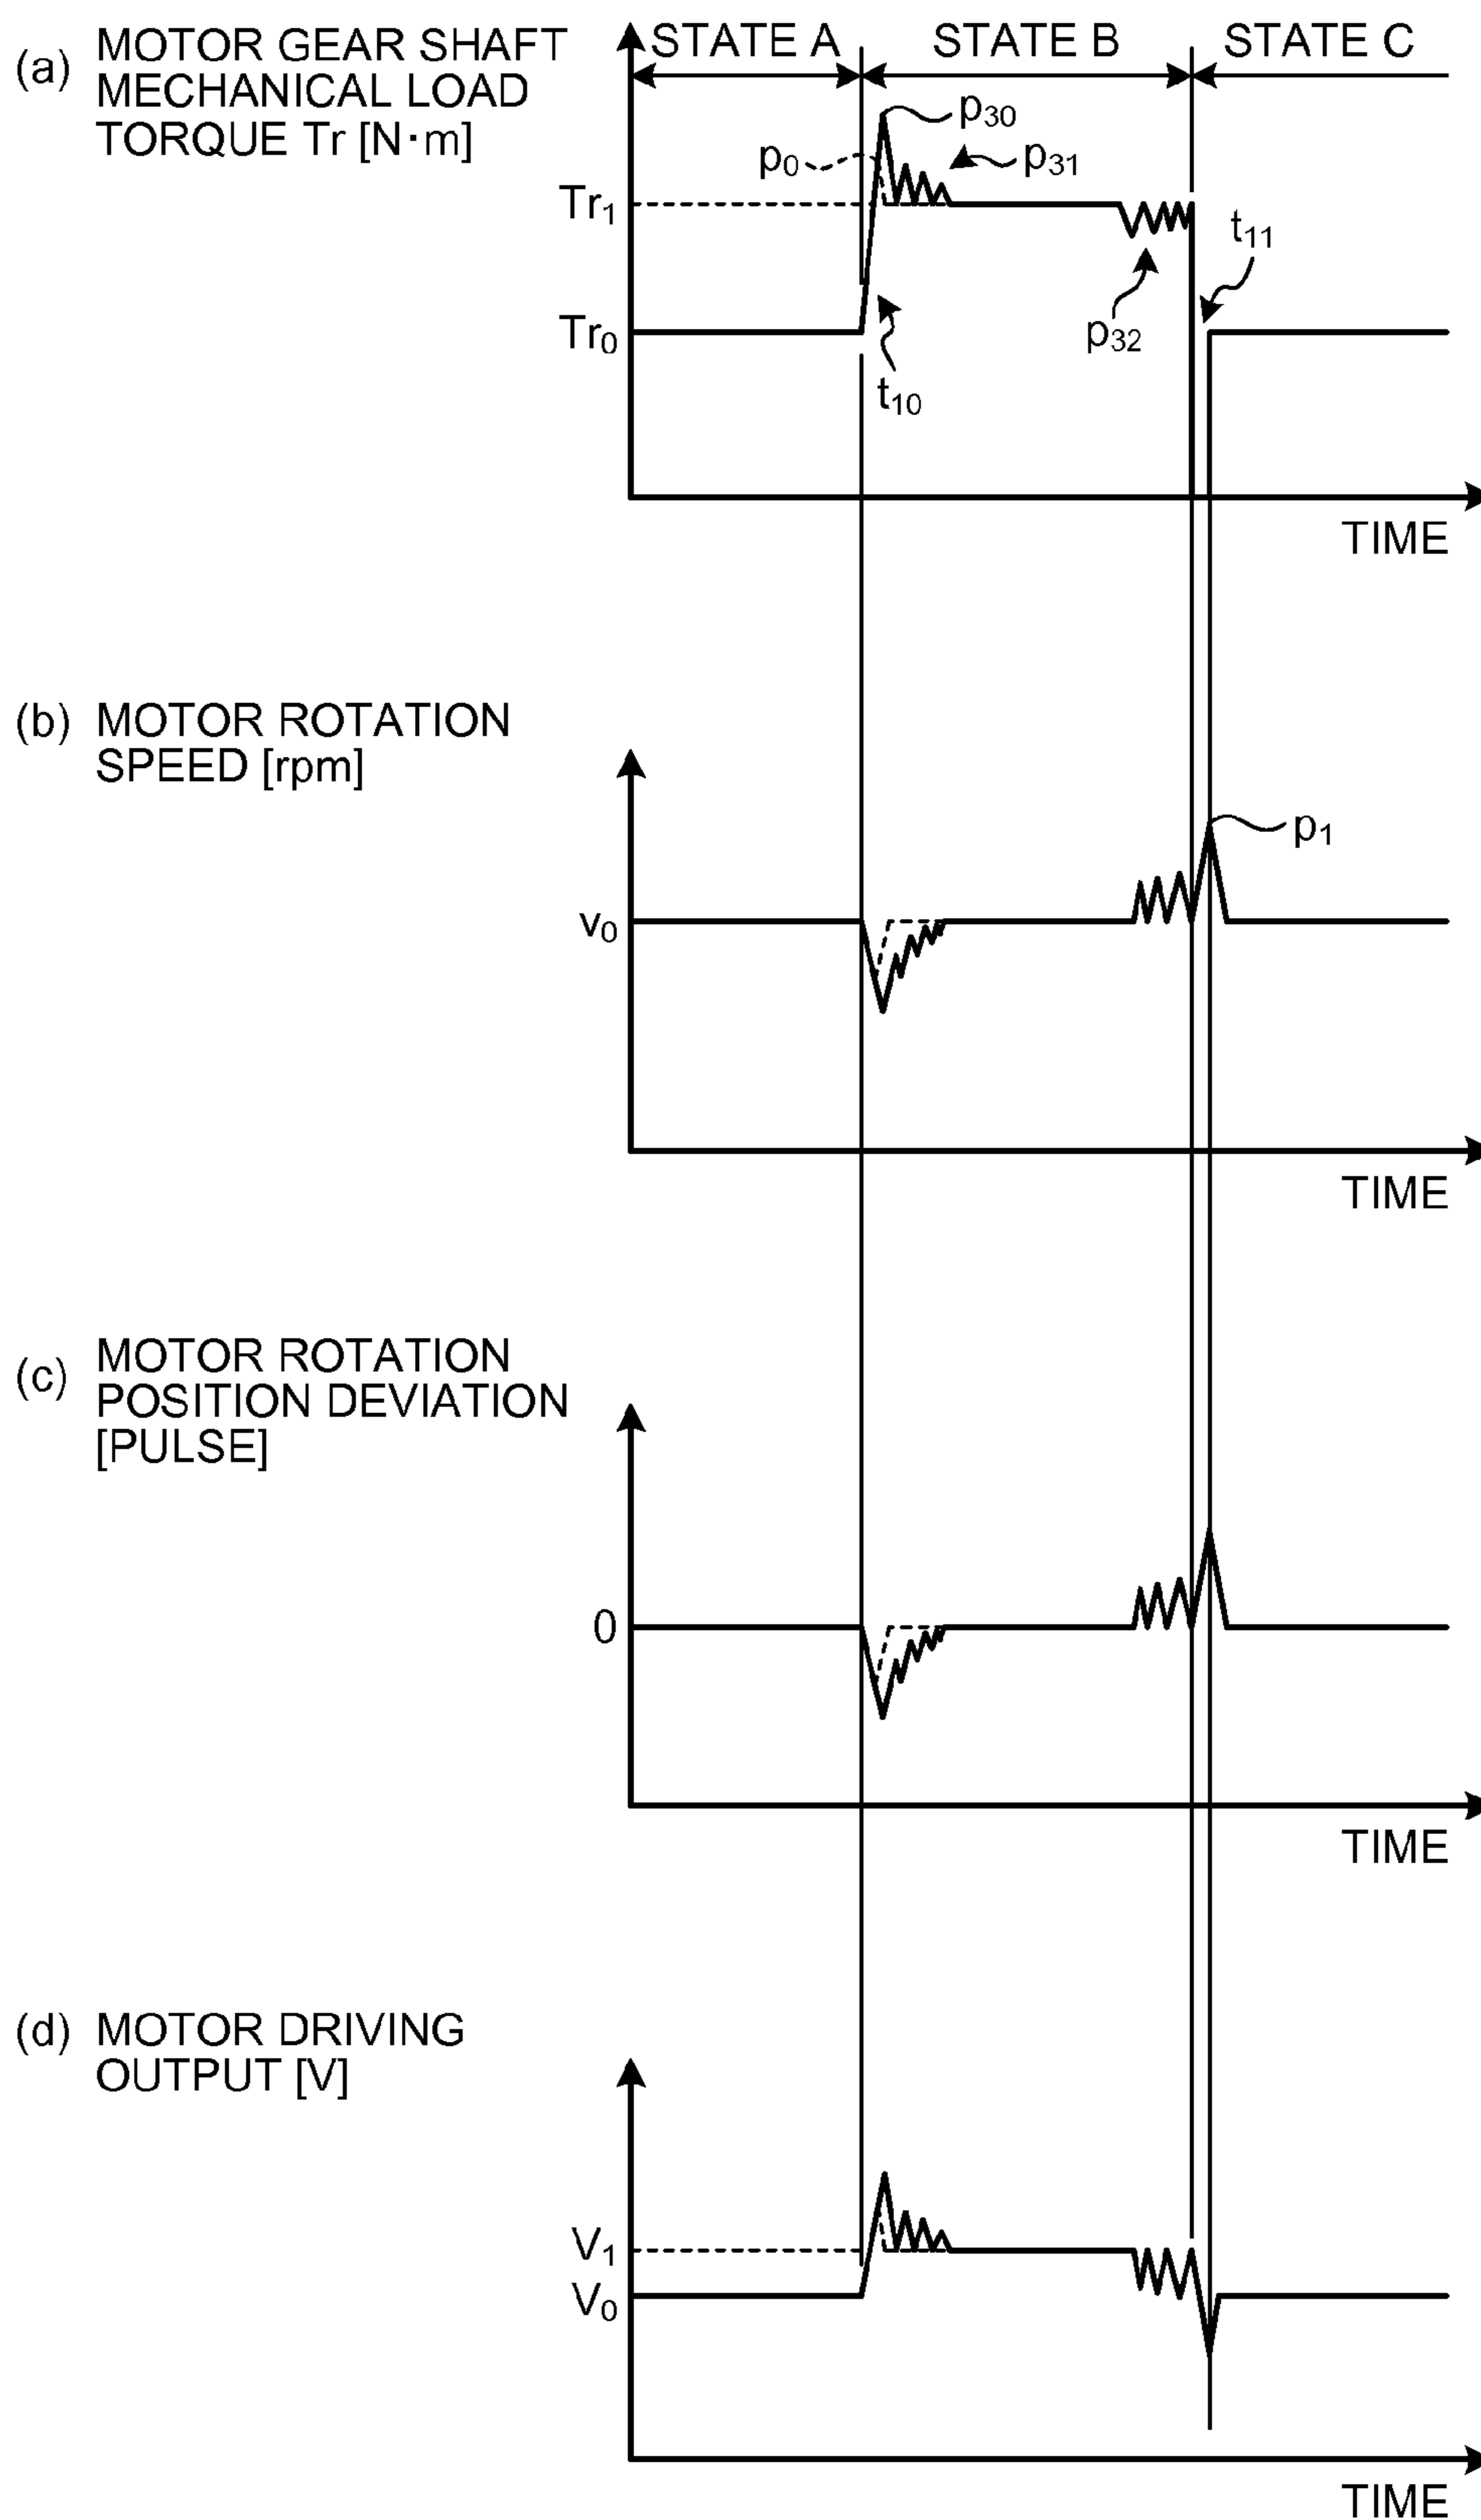 (a) MOTOR GEAR SHAFT
MECHANICAL LOAD
TORQUE Tr [N·m]
STATE A STATE B STATE C
p30
p0
p31
Tr1
t11
Tr0
p32
t10
TIME
(b) MOTOR ROTATION
SPEED [rpm]
p1
v0
TIME
(c) MOTOR ROTATION
POSITION DEVIATION
[PULSE]
0
TIME
(d) MOTOR DRIVING
OUTPUT [V]
V1
V0
TIME